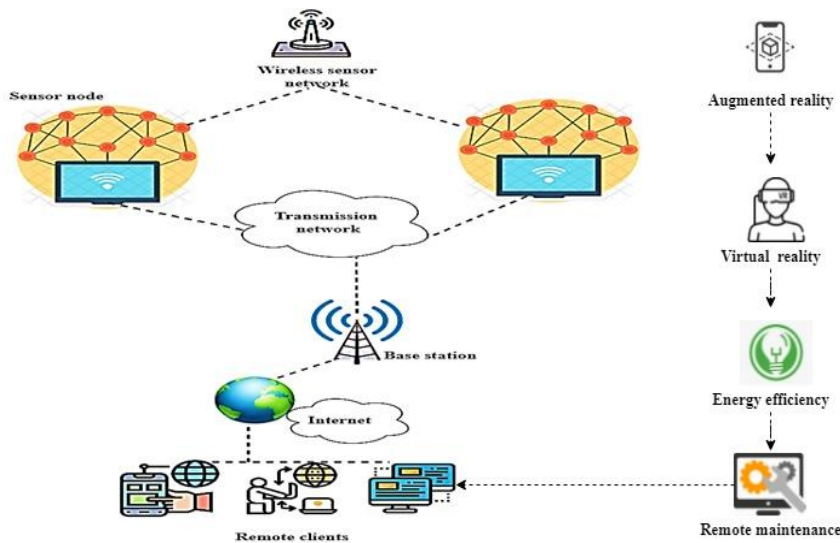 Wireless sensor
network
Sensor node
Augmented reality
Transmission
network
VR
Virtual reality
Base station
Energy efficiency
Internet
Remote clients
Remote maintenance